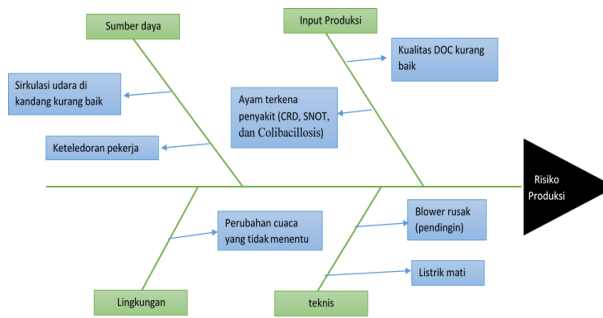 Sumber daya
Input Produksi
Kualitas DOC kurang
baik
Sirkulasi udara di
kandang kurang baik
Ayam terkena
penyakit (CRD, SNOT,
dan Colibacillosis)
Keteledoran pekerja
Risiko
Produksi
Perubahan cuaca
yang tidak menentu
Blower rusak
(pendingin)
Listrik mati
Lingkungan
teknis